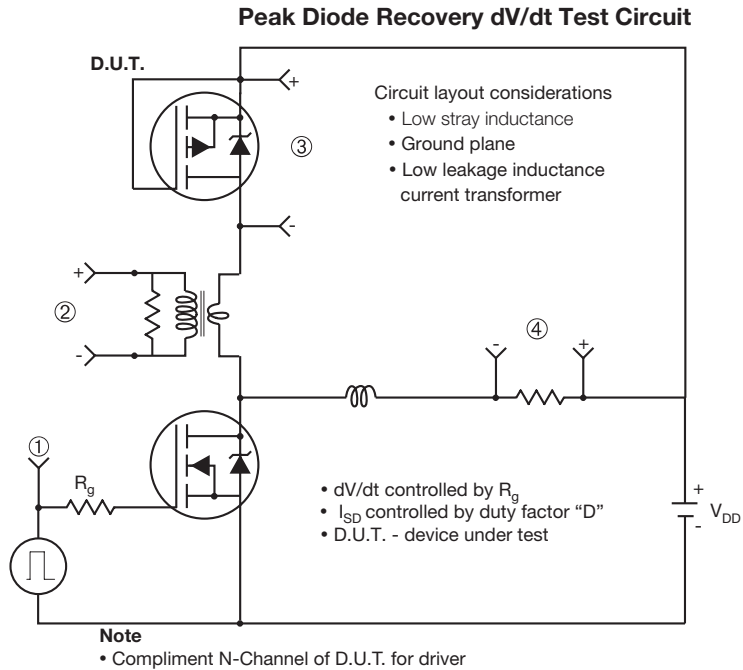 Peak Diode Recovery dV/dt Test Circuit
D.U.T.
+
Circuit layout considerations
• Low stray inductance
③
• Ground plane
• Low leakage inductance
current transformer
-
+
②
-
④
- +
①
Rg
• dV/dt controlled by Rg
• ISD controlled by duty factor “D”
• D.U.T. - device under test
+
VDD
-
Note
• Compliment N-Channel of D.U.T. for driver